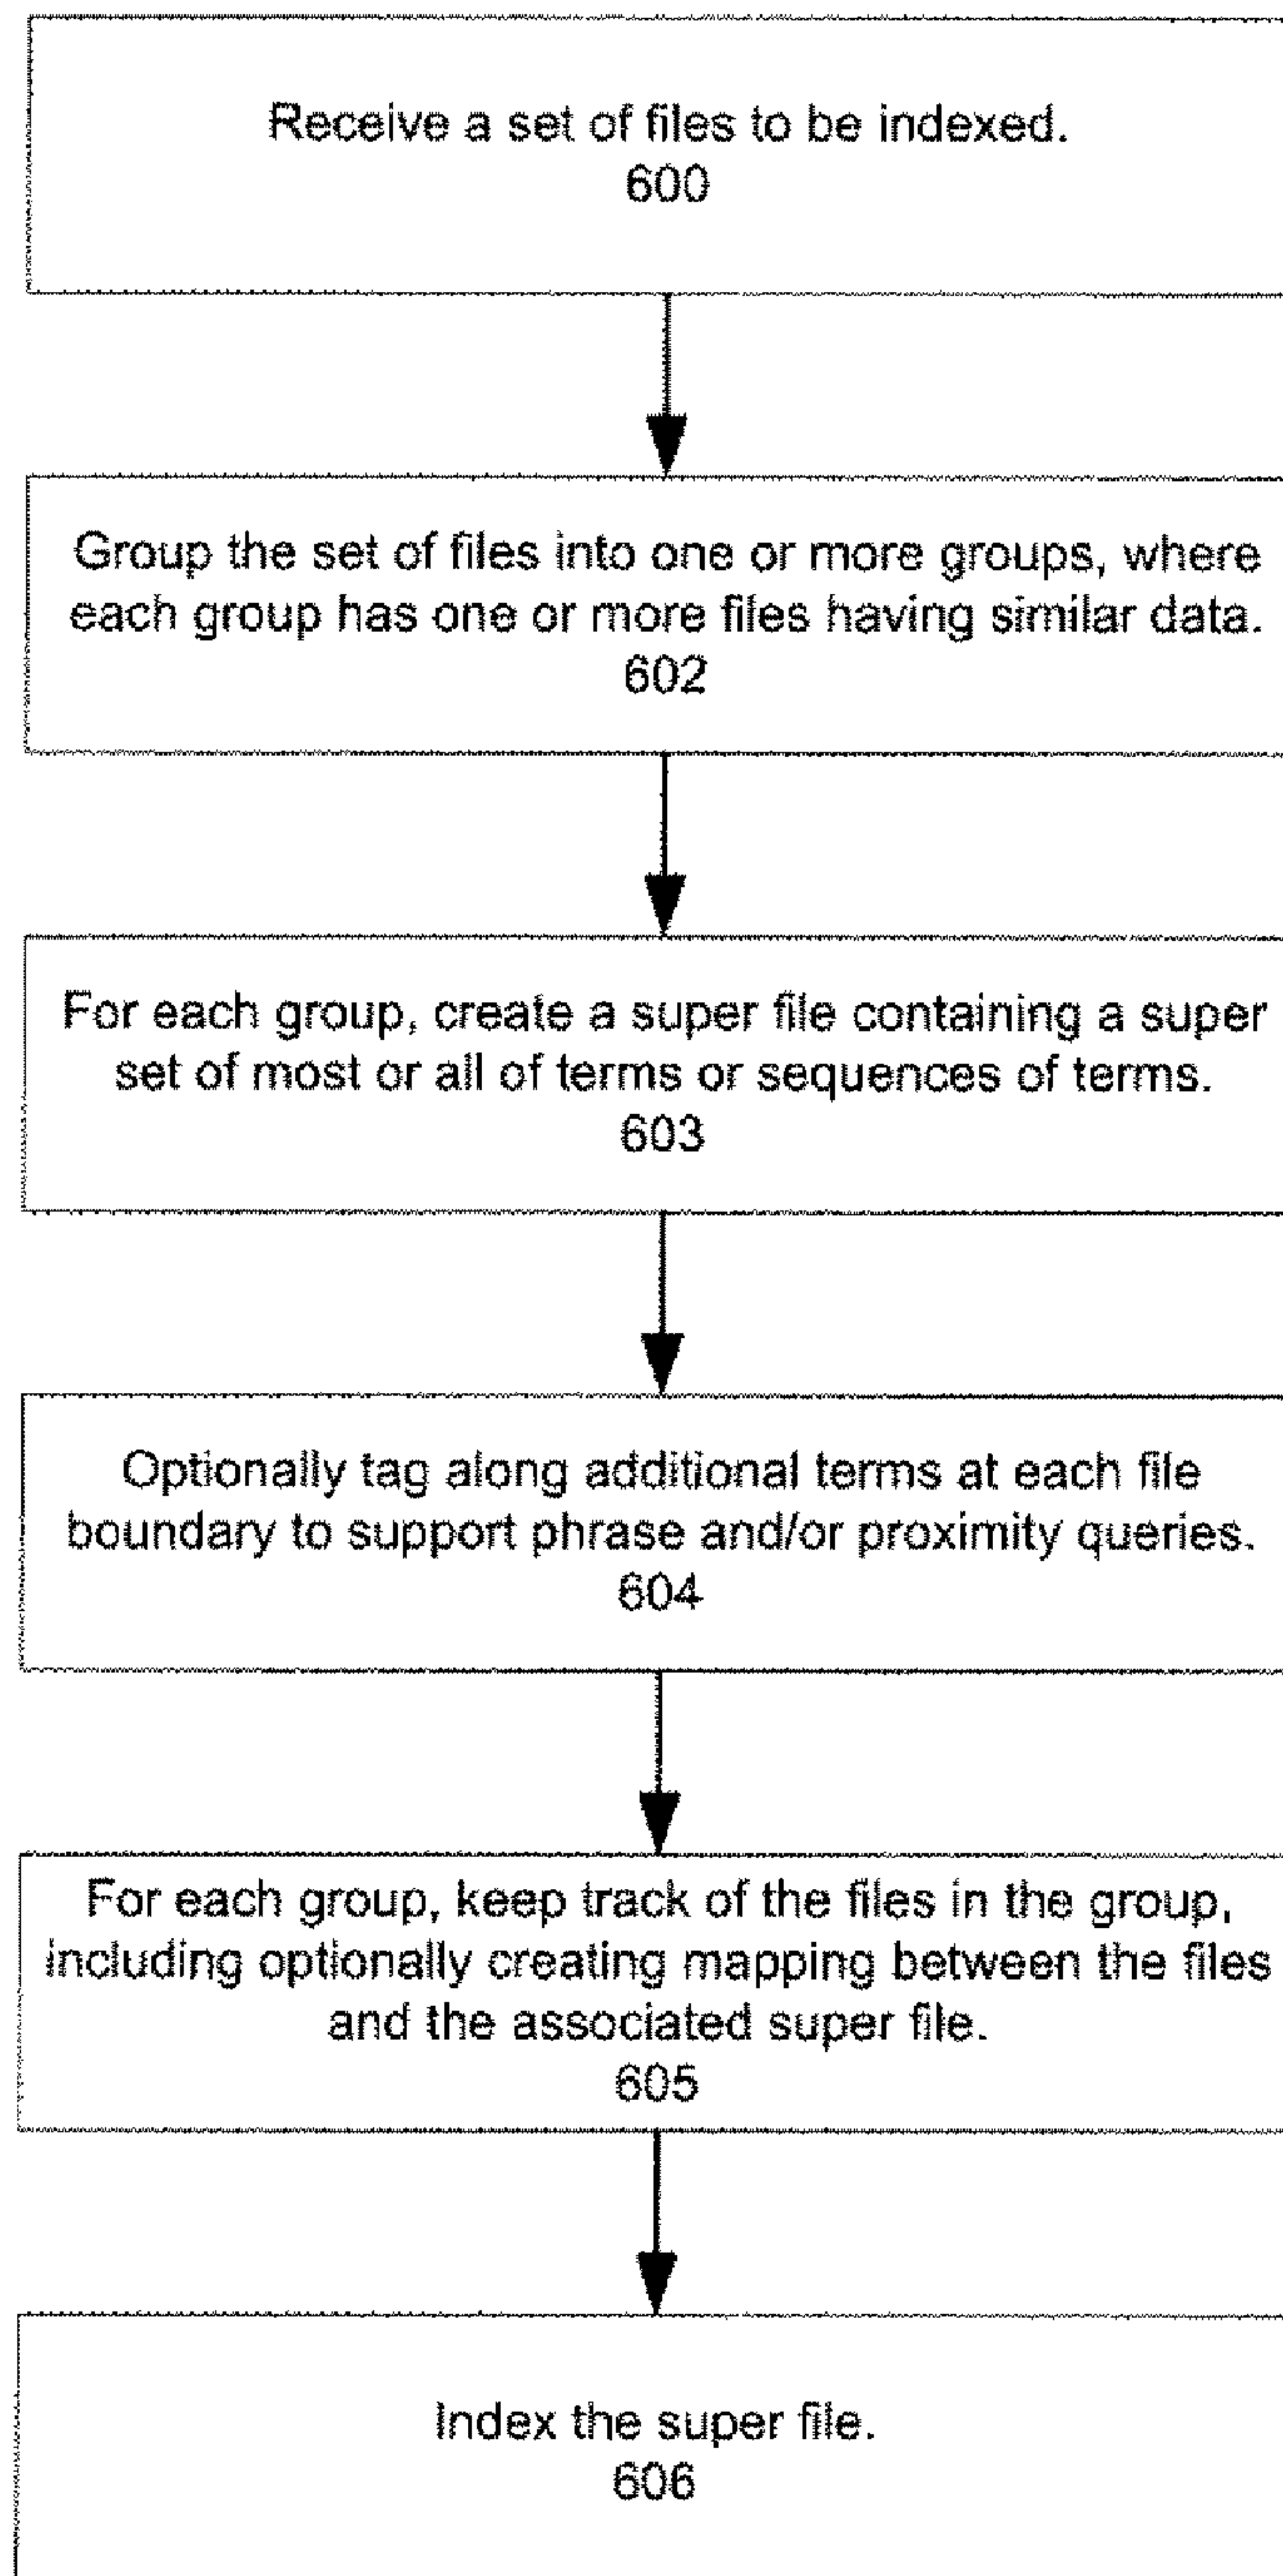 Receive a set of files to be indexed.
600
Group the set of files into one or more groups, where
each group has one or more files having similar data.
602
For each group, create a super file containing a super
set of most or all of terms or sequences of terms.
603
Optionally tag along additional terms at each file
boundary to support phrase and/or proximity queries.
604
For each group, keep track of the files in the group,
including optionally creating mapping between the files
and the associated super file.
605
Index the super file.
606